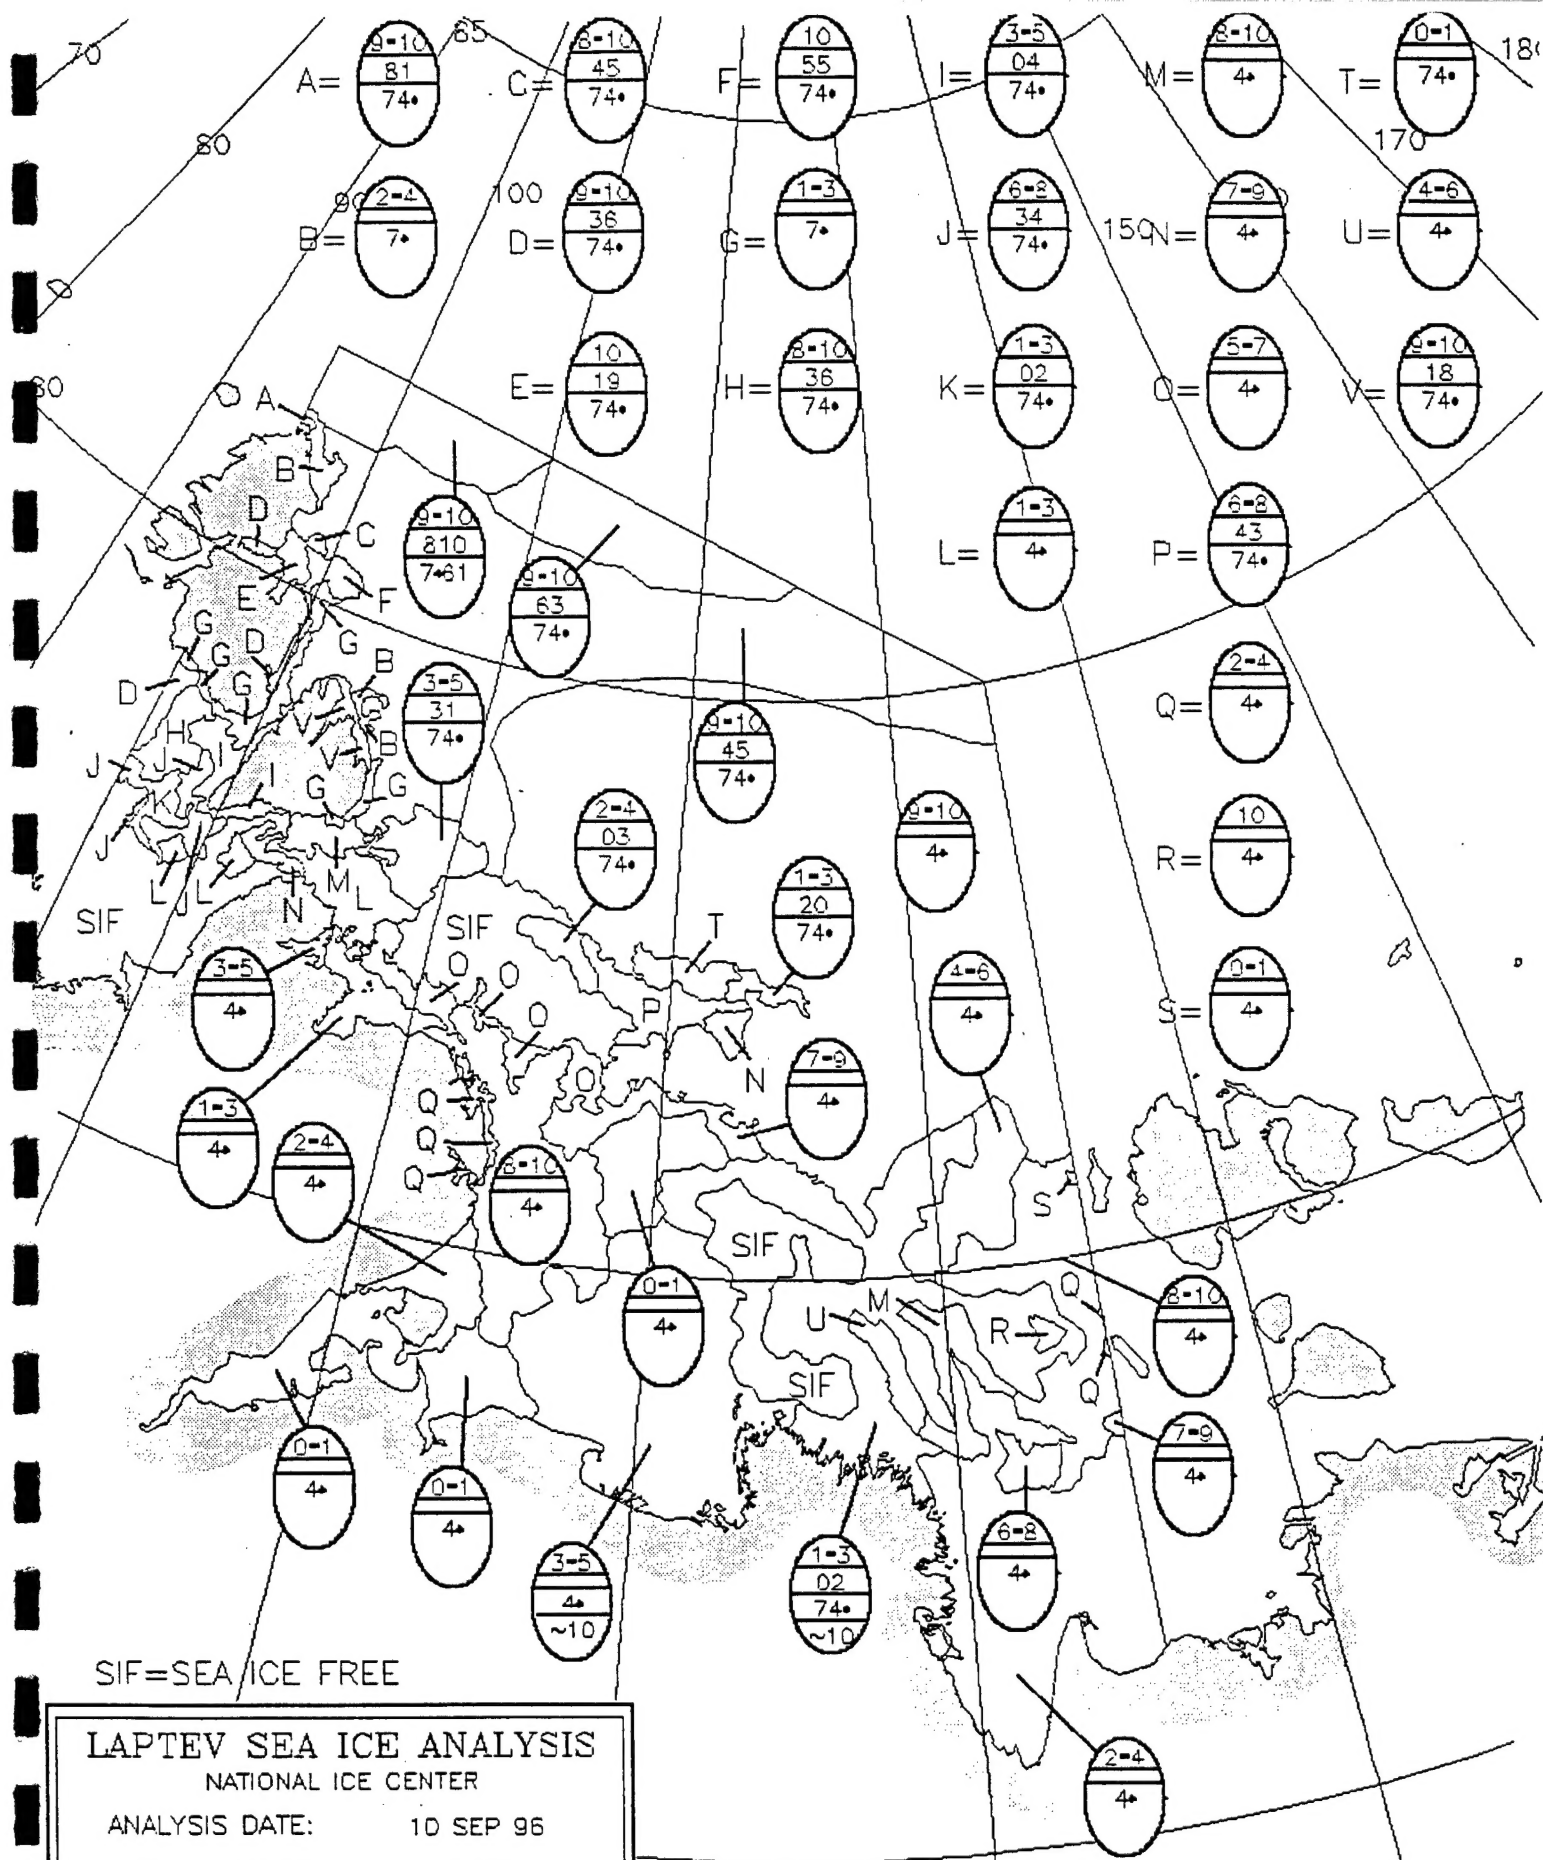 70
65
180
A=
9-10
81
74•
C=
8-10
45
74•
F=
10
55
74•
I=
3-5
04
74•
M=
8-10
4•
T=
0-1
74•
80
170
90
100
150
B=
2-4
7•
D=
9-10
36
74•
G=
1-3
7•
J=
6-8
34
74•
N=
7-9
4•
U=
4-6
4•
E=
10
19
74•
H=
8-10
36
74•
K=
1-3
02
74•
O=
5-7
4•
V=
9-10
18
74•
L=
1-3
4•
P=
6-8
43
74•
Q=
2-4
4•
R=
10
4•
S=
0-1
4•
80
A
B
D
C
E
F
9-10
810
7•61
9-10
63
74•
G
D
G
G
B
D
G
G
H
J
J
I
V
B
V
K
I
G
G
J
L
J
L
N
M
L
3-5
31
74•
9-10
45
74•
2-4
03
74•
9-10
4•
1-3
20
74•
SIF
SIF
T
O
O
O
P
N
O
3-5
4•
4-6
4•
7-9
4•
1-3
4•
2-4
4•
Q
Q
Q
8-10
4•
S
SIF
0-1
4•
U
M
R
Q
Q
8-10
4•
SIF
0-1
4•
0-1
4•
3-5
4•
~10
1-3
02
74•
~10
6-8
4•
7-9
4•
2-4
4•
SIF=SEA ICE FREE
LAPTEV SEA ICE ANALYSIS
NATIONAL ICE CENTER
ANALYSIS DATE: 10 SEP 96